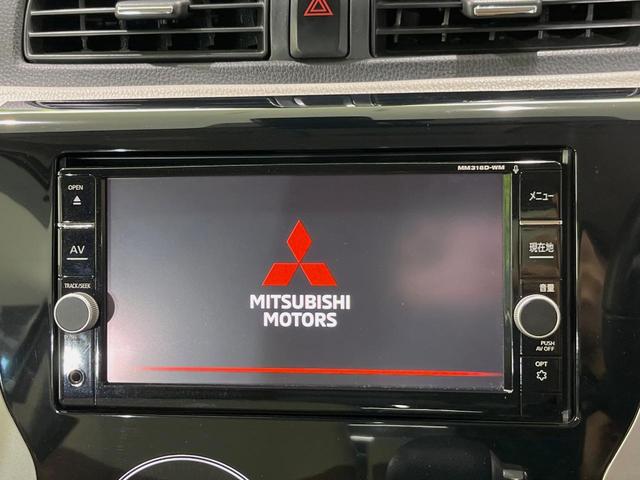 MM318D-WM
OPEN
AV
TRACK/SEEK
メニュー
現在地
音量
PUSH
AV OFF
OPT
MITSUBISHI
MOTORS